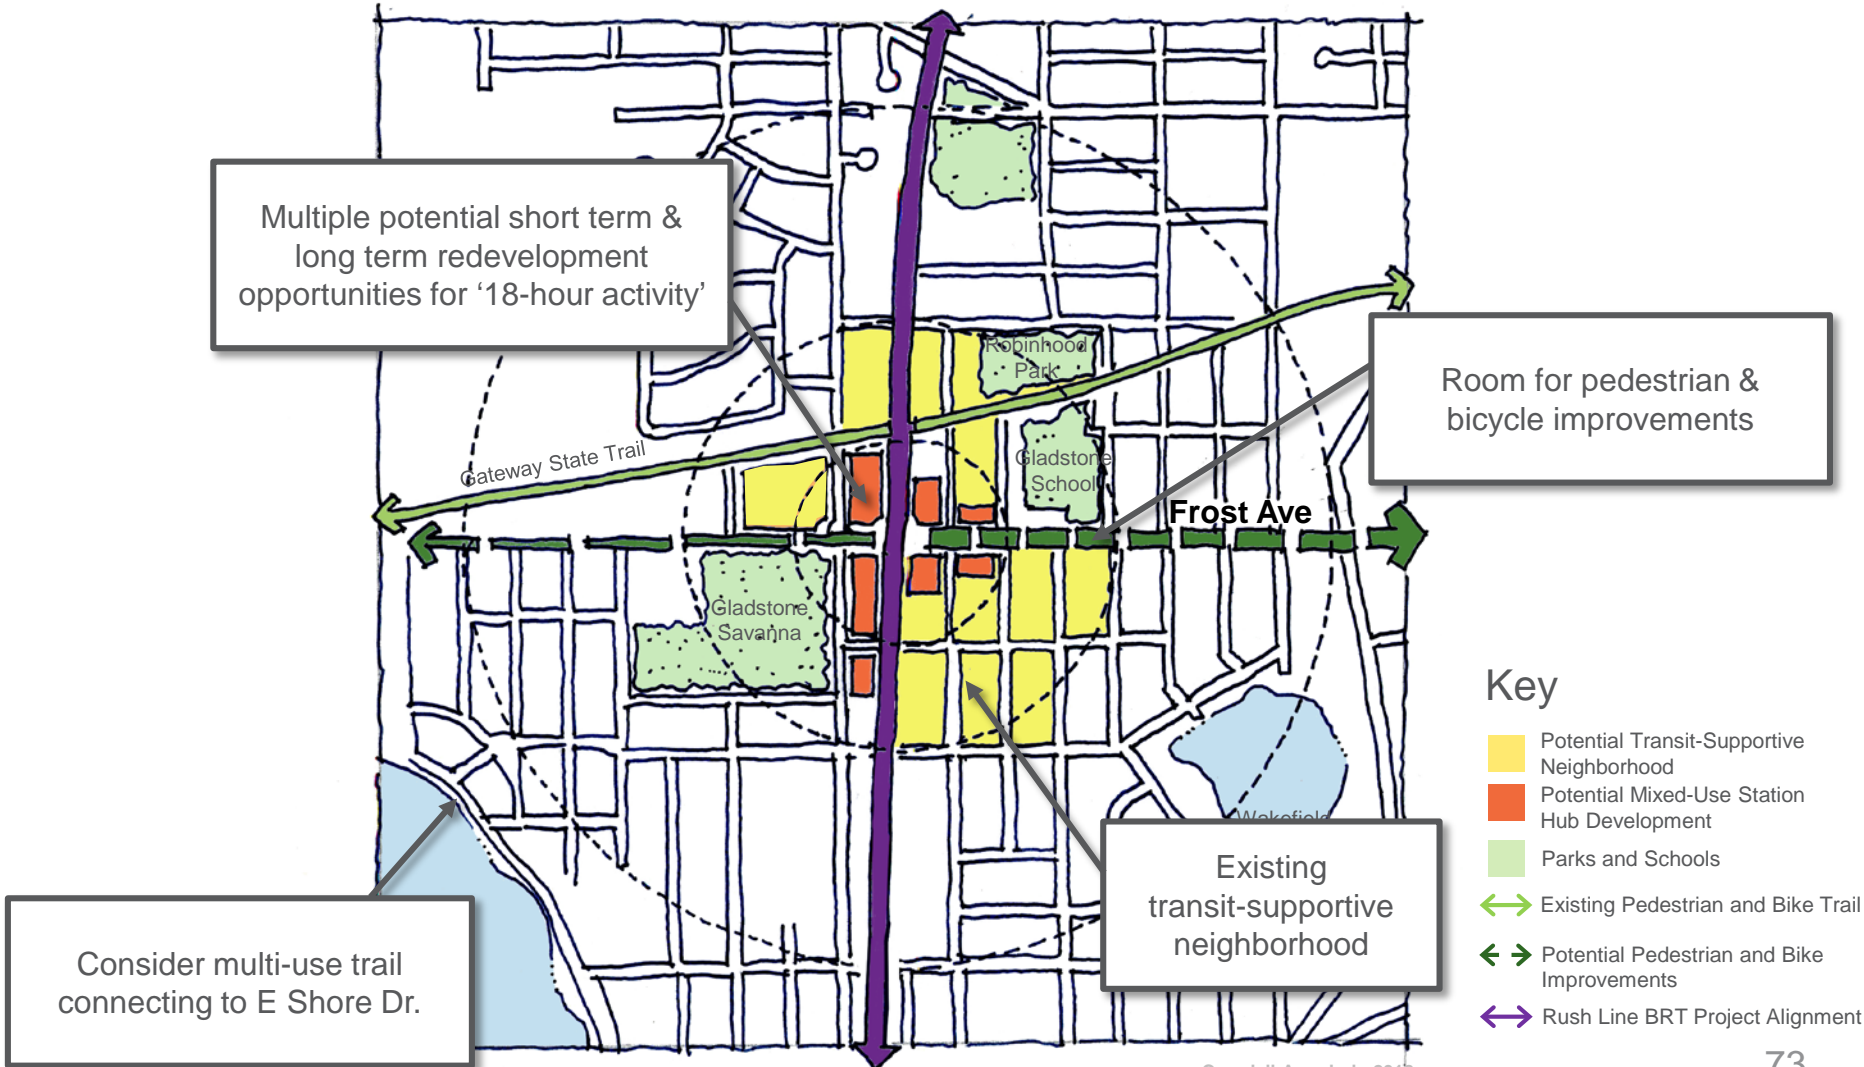 Multiple potential short term &
long term redevelopment
opportunities for ‘18-hour activity’
Robinhood
Park
Room for pedestrian &
bicycle improvements
Gateway State Trail
Gladstone
School
Frost Ave
Gladstone
Savanna
Key
Potential Transit-Supportive
Neighborhood
Potential Mixed-Use Station
Hub Development
Parks and Schools
Existing Pedestrian and Bike Trail
Potential Pedestrian and Bike
Improvements
Rush Line BRT Project Alignment
Wakefield
Existing
transit-supportive
neighborhood
Consider multi-use trail
connecting to E Shore Dr.
73